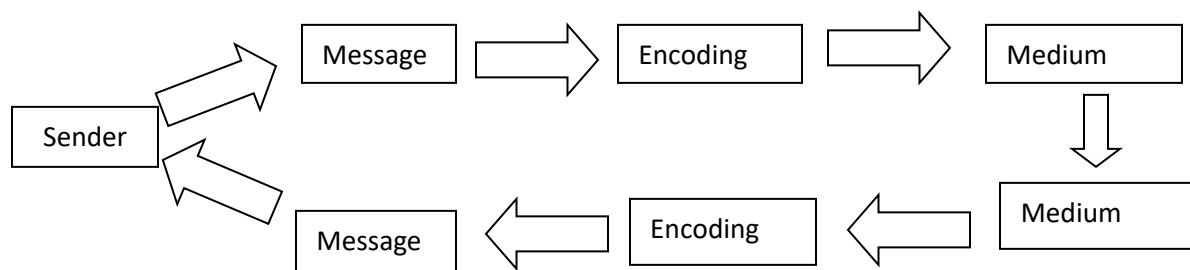 Message
Encoding
Medium
Sender
Medium
Encoding
Message